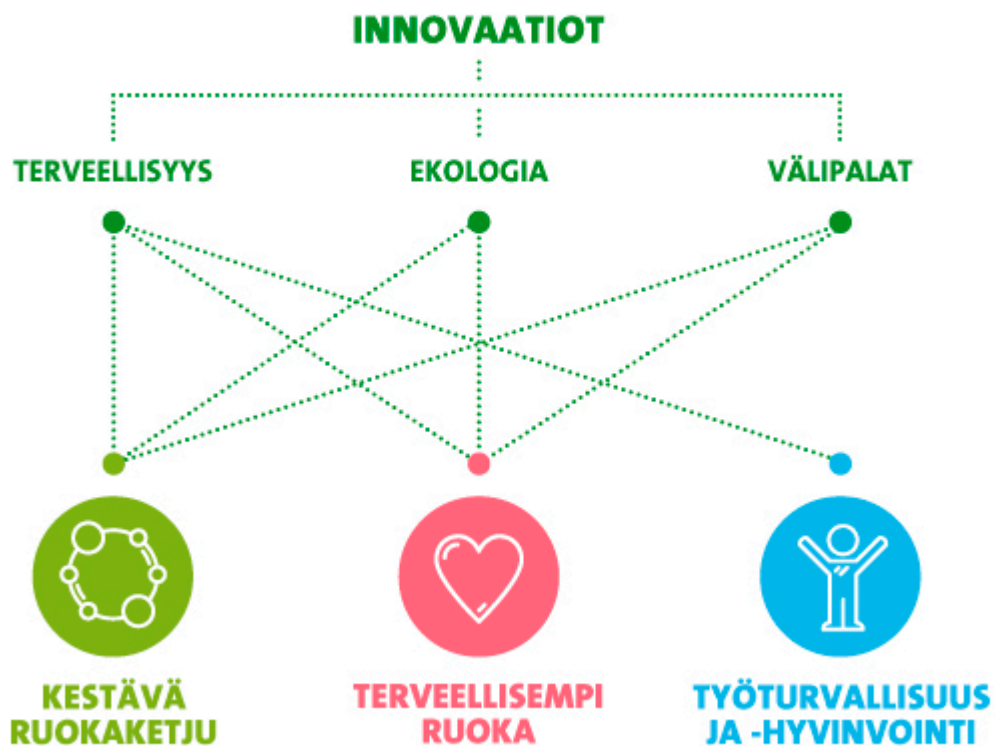 INNOVAATIOT
TERVEELLISYYS
EKOLOGIA
VÄLIPALAT
KESTÄVÄ
RUOKAKETJU
TERVEELLISEMPI
RUOKA
TYÖTURVALLISUUS
JA -HYVINVOINTI